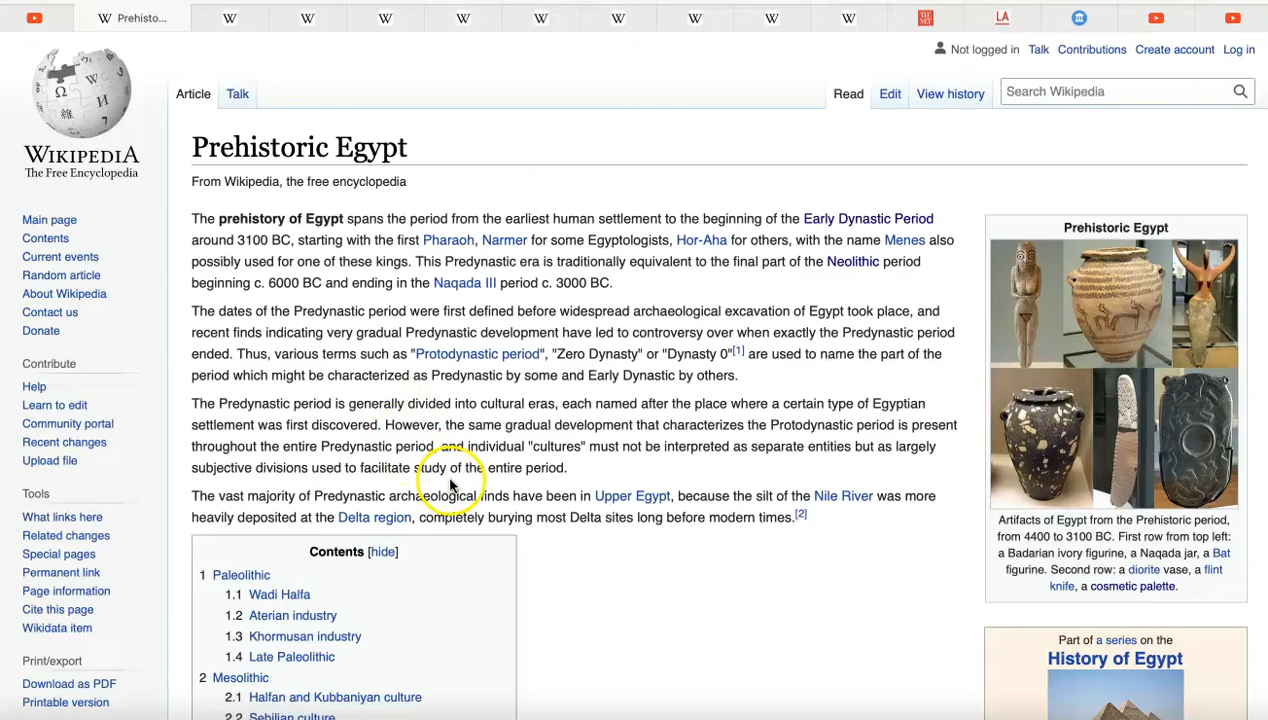 Prehisto...
Not logged in Talk Contributions Create account Log in
WIKIPEDIA
The Free Encyclopedia
Article Talk Read Edit View history Search Wikipedia
Main page
Contents
Current events
Random article
About Wikipedia
Contact us
Donate
Contribute
Help
Learn to edit
Community portal
Recent changes
Upload file
Tools
What links here
Related changes
Special pages
Permanent link
Page information
Cite this page
Wikidata item
Print/export
Download as PDF
Printable version
Prehistoric Egypt
From Wikipedia, the free encyclopedia
The prehistory of Egypt spans the period from the earliest human settlement to the beginning of the Early Dynastic Period
around 3100 BC, starting with the first Pharaoh, Narmer for some Egyptologists, Hor-Aha for others, with the name Menes also
possibly used for one of these kings. This Predynastic era is traditionally equivalent to the final part of the Neolithic period
beginning c. 6000 BC and ending in the Naqada III period c. 3000 BC.
The dates of the Predynastic period were first defined before widespread archaeological excavation of Egypt took place, and
recent finds indicating very gradual Predynastic development have led to controversy over when exactly the Predynastic period
ended. Thus, various terms such as "Protodynastic period", "Zero Dynasty" or "Dynasty 0"[1] are used to name the part of the
period which might be characterized as Predynastic by some and Early Dynastic by others.
The Predynastic period is generally divided into cultural eras, each named after the place where a certain type of Egyptian
settlement was first discovered. However, the same gradual development that characterizes the Protodynastic period is present
throughout the entire Predynastic period, and individual "cultures" must not be interpreted as separate entities but as largely
subjective divisions used to facilitate study of the entire period.
The vast majority of Predynastic archaeological finds have been in Upper Egypt, because the silt of the Nile River was more
heavily deposited at the Delta region, completely burying most Delta sites long before modern times.[2]
Contents [hide]
1 Paleolithic
1.1 Wadi Halfa
1.2 Aterian industry
1.3 Khormusan industry
1.4 Late Paleolithic
2 Mesolithic
2.1 Halfan and Kubbaniyan culture
2.2 Sebilian culture
Prehistoric Egypt
Artifacts of Egypt from the Prehistoric period,
from 4400 to 3100 BC. First row from top left:
a Badarian ivory figurine, a Naqada jar, a Bat
figurine. Second row: a diorite vase, a flint
knife, a cosmetic palette.
Part of a series on the
History of Egypt